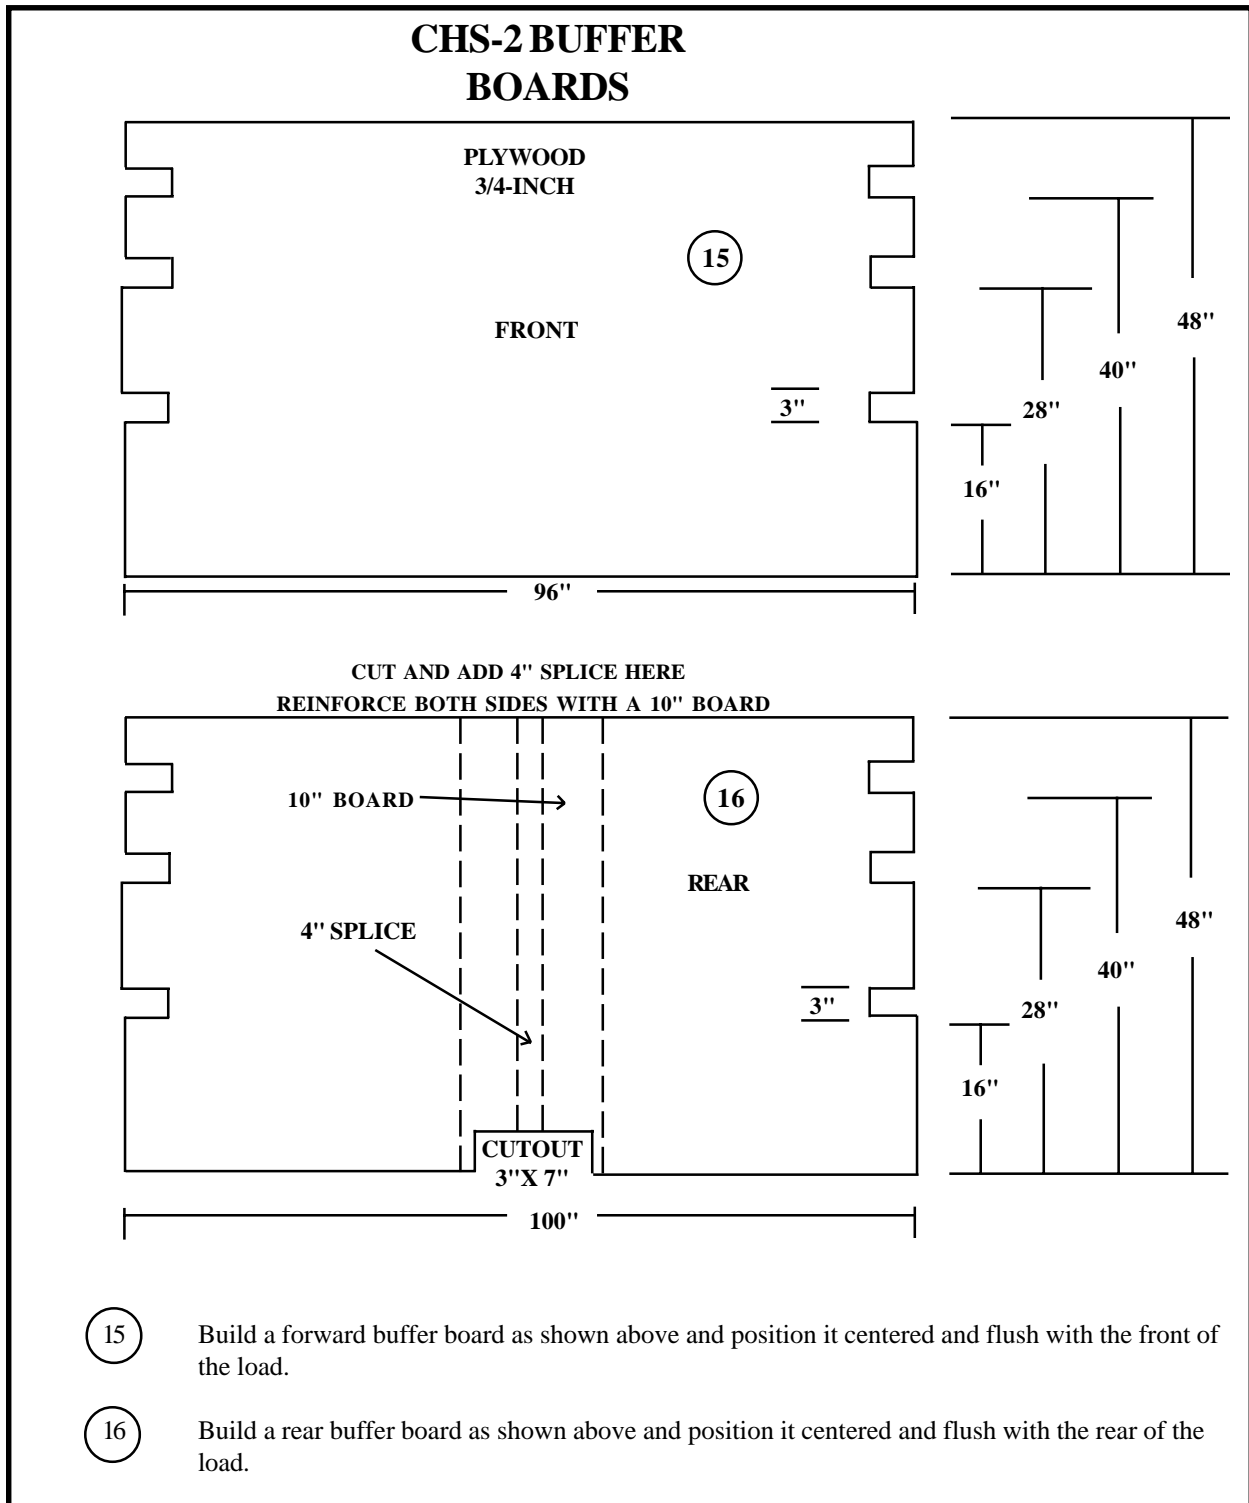 CHS-2 BUFFER
BOARDS
PLYWOOD
3/4-INCH
15
FRONT
48"
40"
3"
28"
16"
96"
CUT AND ADD 4" SPLICE HERE
REINFORCE BOTH SIDES WITH A 10" BOARD
10" BOARD
16
REAR
4" SPLICE
48"
40"
3"
28"
16"
CUTOUT
3"X 7"
100"
15 Build a forward buffer board as shown above and position it centered and flush with the front of
the load.
16 Build a rear buffer board as shown above and position it centered and flush with the rear of the
load.